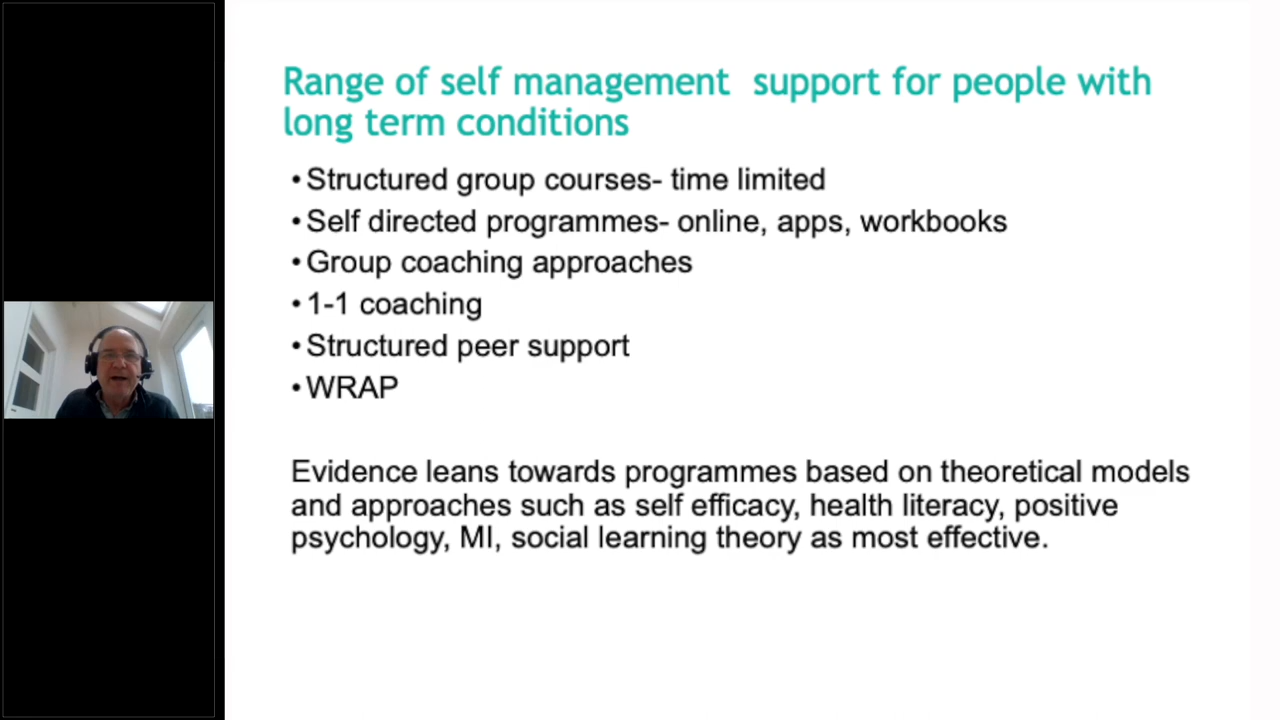 Range of self management  support for people with
long term conditions
• Structured group courses- time limited
• Self directed programmes- online, apps, workbooks
• Group coaching approaches
• 1-1 coaching
• Structured peer support
• WRAP
Evidence leans towards programmes based on theoretical models
and approaches such as self efficacy, health literacy, positive
psychology, MI, social learning theory as most effective.